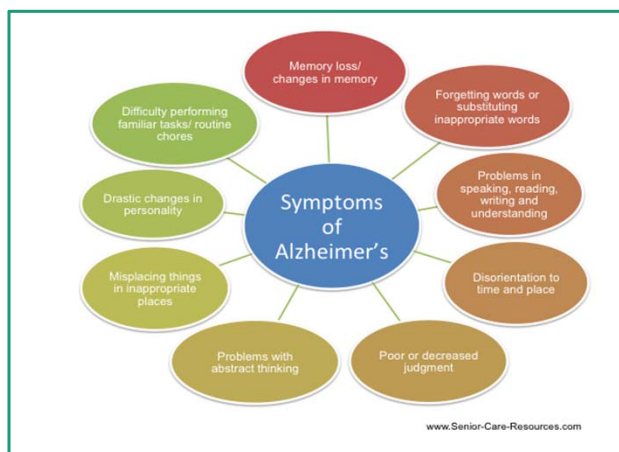 Memory loss/
changes in memory
Forgetting words or
substituting
inappropriate words
Problems in
speaking, reading,
writing and
understanding
Disorientation to
time and place
Poor or decreased
judgment
Problems with
abstract thinking
Misplacing things
in inappropriate
places
Drastic changes in
personality
Difficulty performing
familiar tasks/ routine
chores
Symptoms
of
Alzheimer's
www.Senior-Care-Resources.com